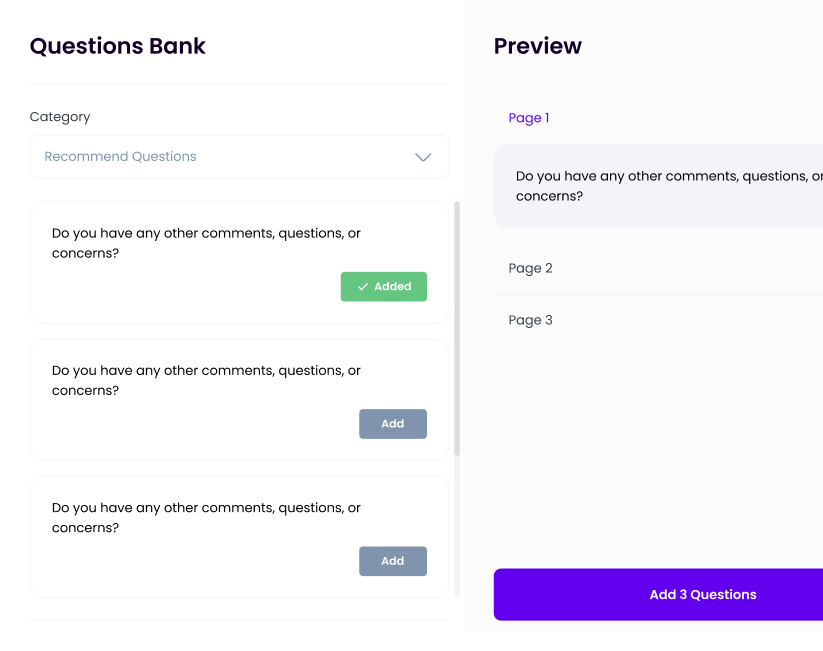 Questions Bank
Category
Recommend Questions
Do you have any other comments, questions, or
concerns?
Added
Do you have any other comments, questions, or
concerns?
Add
Do you have any other comments, questions, or
concerns?
Add
Preview
Page 1
Do you have any other comments, questions, or
concerns?
Page 2
Page 3
Add 3 Questions